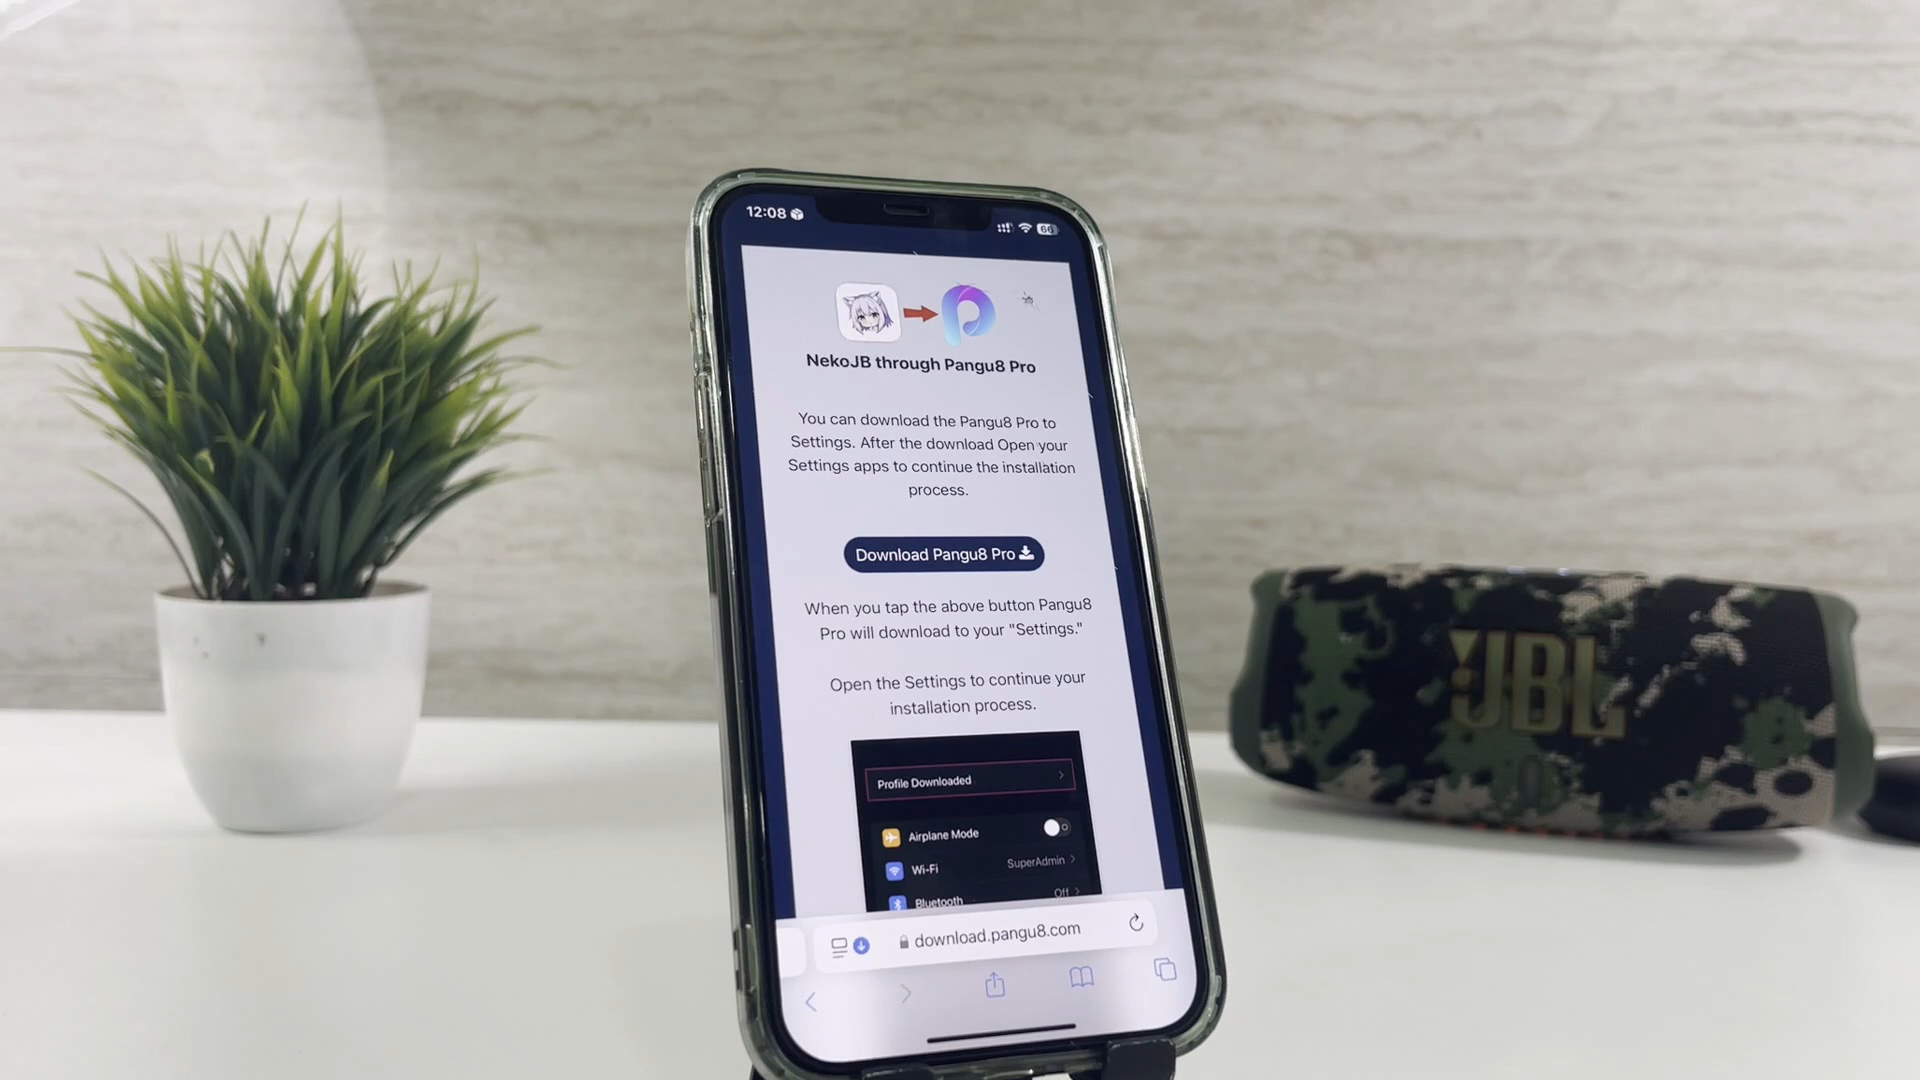 12:08
66
NekoJB through Pangu8 Pro
You can download the Pangu8 Pro to
Settings. After the download Open your
Settings apps to continue the installation
process.
Download Pangu8 Pro
When you tap the above button Pangu8
Pro will download to your "Settings."
Open the Settings to continue your
installation process.
Profile Downloaded
Airplane Mode
Wi-Fi
SuperAdmin
Bluetooth
Off
download.pangu8.com
JBL